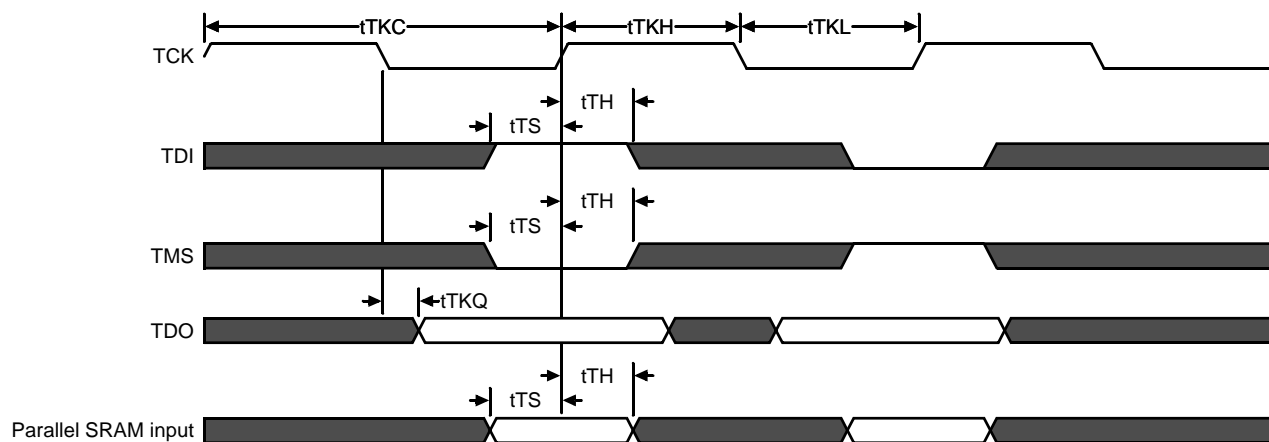 tTKC tTKH tTKL
TCK
tTH
tTS
TDI
tTH
tTS
TMS
tTKQ
TDO
tTH
tTS
Parallel SRAM input